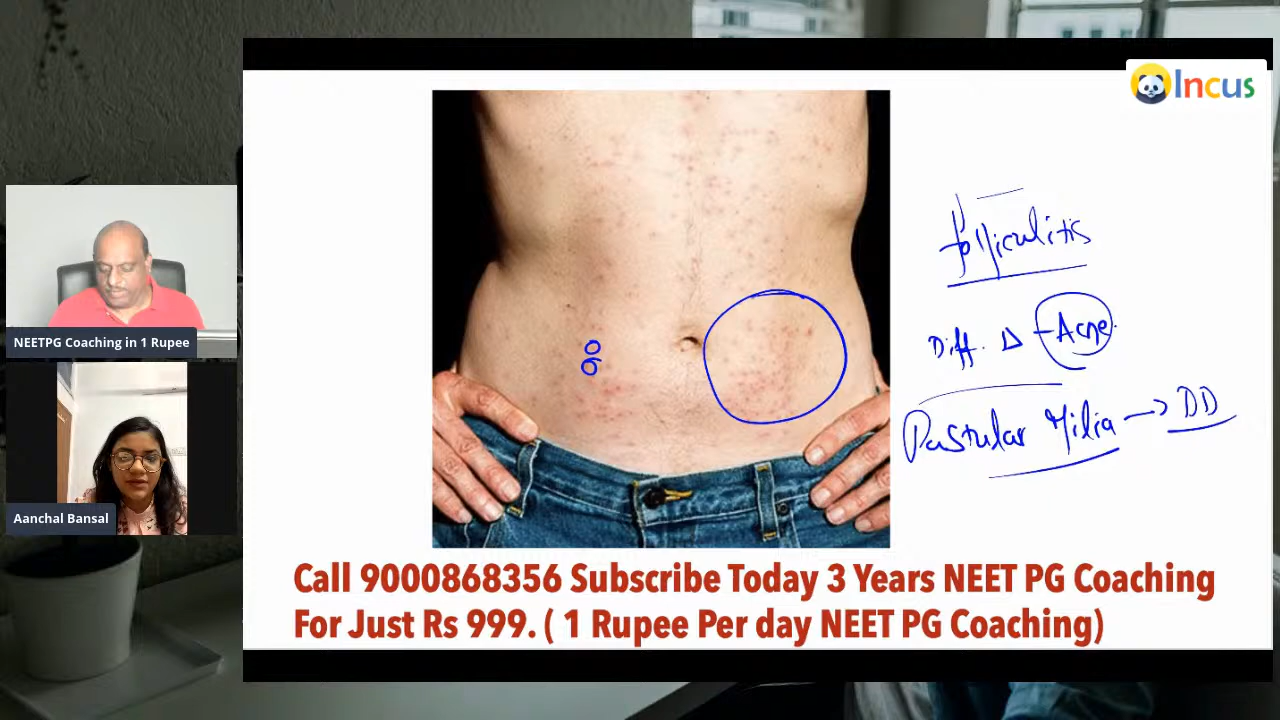 Incus
NEETPG Coaching in 1 Rupee
Aanchal Bansal
Folliculitis
Diff. Δ - Acne
Pustular Milia → DD
Call 9000868356 Subscribe Today 3 Years NEET PG Coaching
For Just Rs 999. ( 1 Rupee Per day NEET PG Coaching)